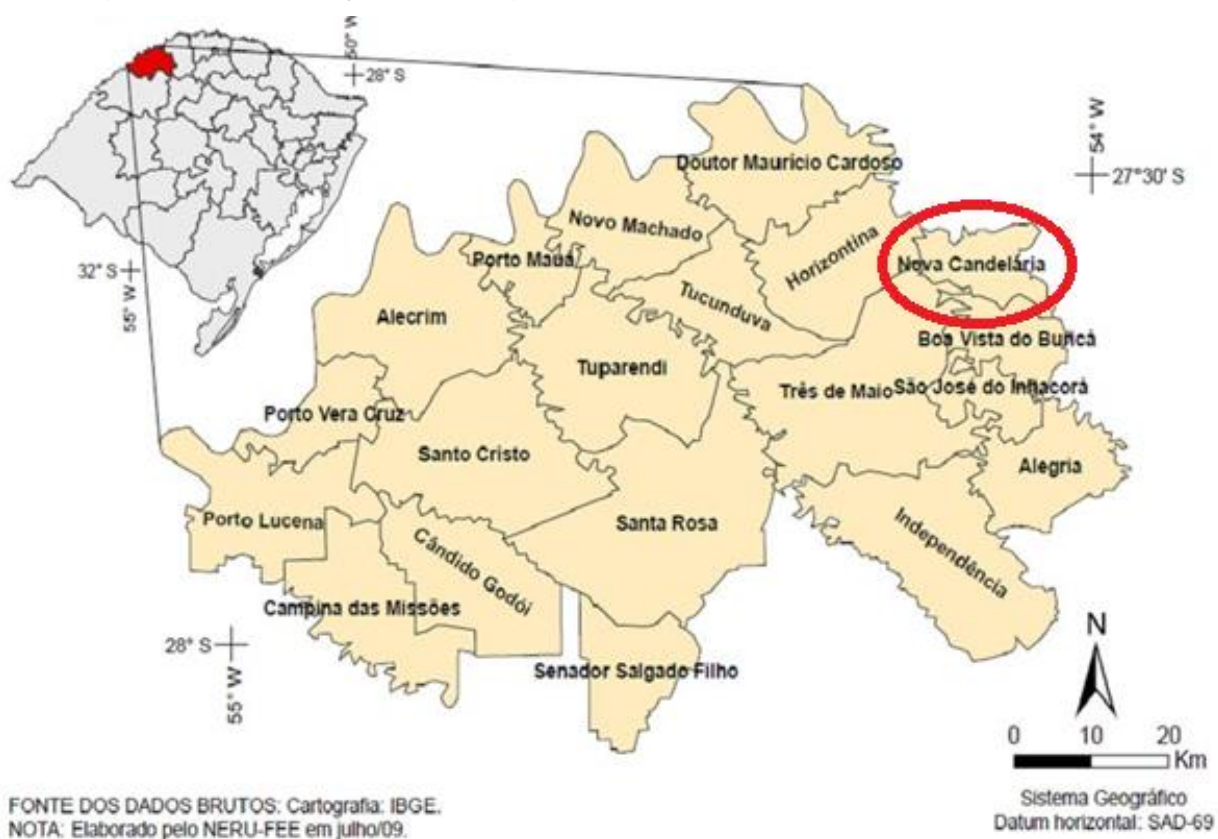 50° W
28° S
32° S
55° W
54° W
27°30' S
Doutor Maurício Cardoso
Novo Machado
Horizontina
Porto Mauá
Nova Candelária
Tucunduva
Alecrim
Boa Vista do Buricá
Tuparendi
Três de Maio
São José do Inhacorá
Porto Vera Cruz
Santo Cristo
Alegria
Porto Lucena
Santa Rosa
Cândido Godói
Independência
Campina das Missões
28° S
55° W
Senador Salgado Filho
N
0 10 20
Km
Sistema Geográfico
Datum horizontal: SAD-69
FONTE DOS DADOS BRUTOS: Cartografia: IBGE.
NOTA: Elaborado pelo NERU-FEE em julho/09.